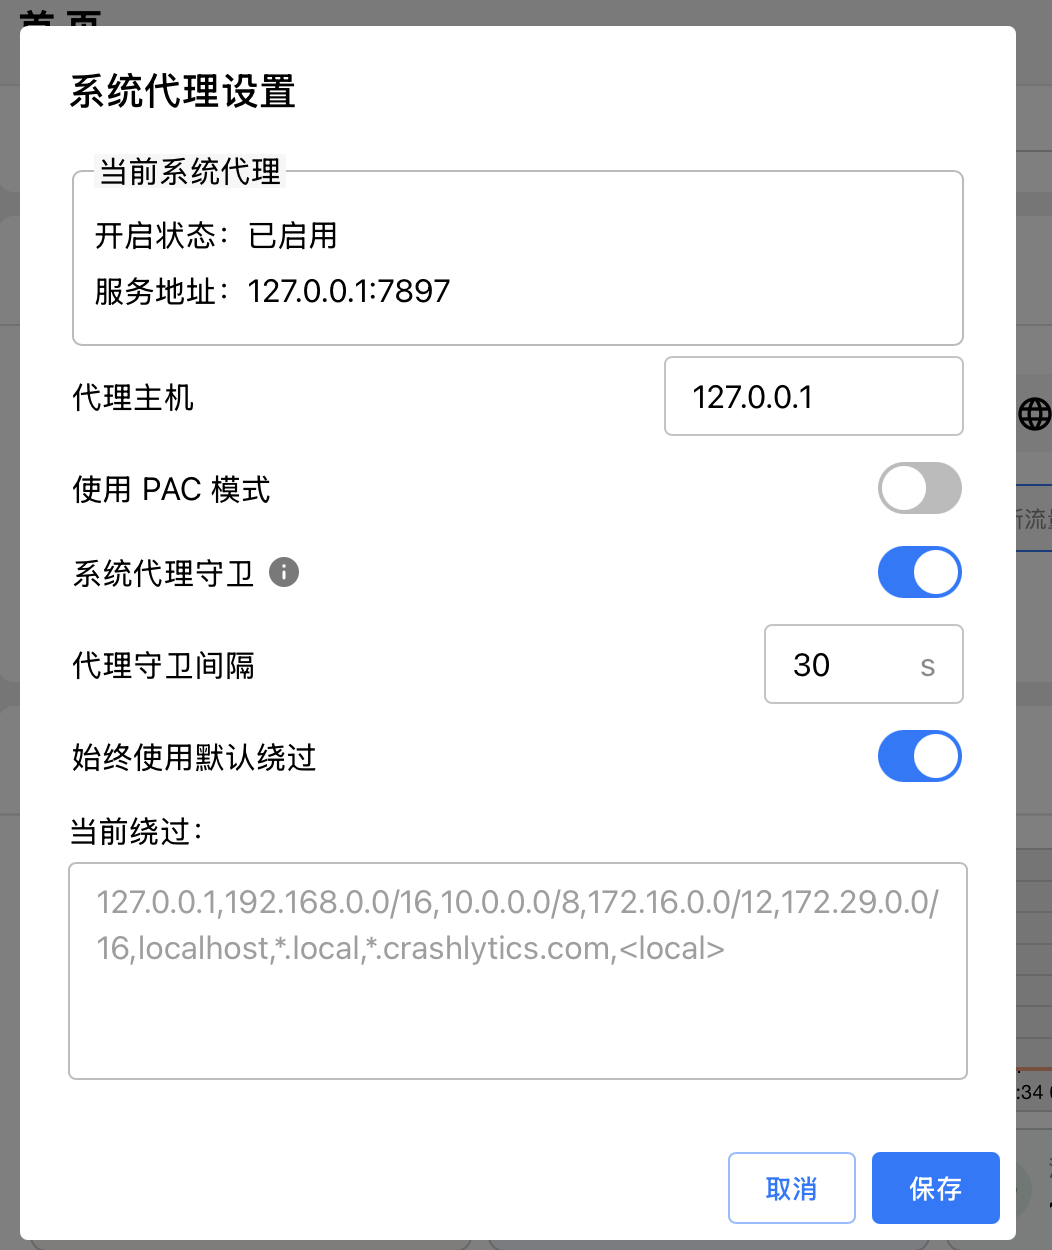 首 页
系统代理设置
当前系统代理
开启状态： 已启用
服务地址： 127.0.0.1:7897
代理主机
127.0.0.1
使用 PAC 模式
系统代理守卫
代理守卫间隔
30 s
始终使用默认绕过
当前绕过：
127.0.0.1,192.168.0.0/16,10.0.0.0/8,172.16.0.0/12,172.29.0.0/
16,localhost,*.local,*.crashlytics.com,<local>
:34
取消
保存